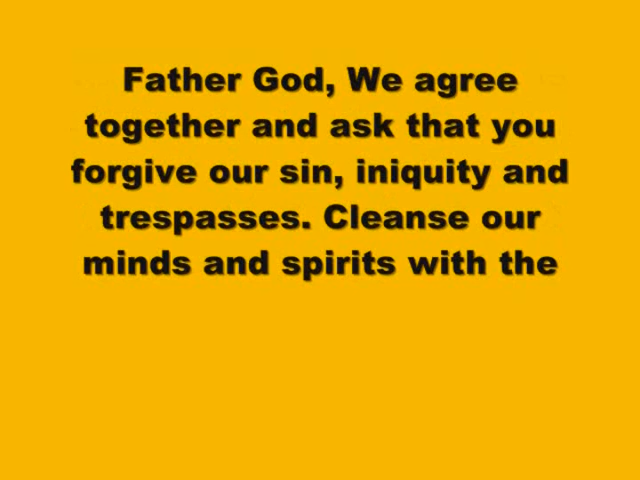 Father God, We agree
together and ask that you
forgive our sin, iniquity and
trespasses. Cleanse our
minds and spirits with the